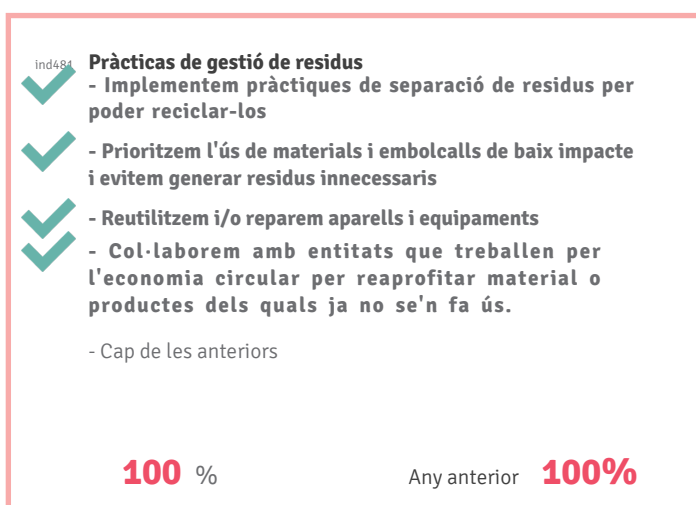 ind481 Pràcticas de gestió de residus
- Implementem pràctiques de separació de residus per
poder reciclar-los
- Prioritzem l'ús de materials i embolcalls de baix impacte
i evitem generar residus innecessaris
- Reutilitzem i/o reparem aparells i equipaments
- Col·laborem amb entitats que treballen per
l'economia circular per reaprofitar material o
productes dels quals ja no se'n fa ús.
- Cap de les anteriors
100 % Any anterior 100%